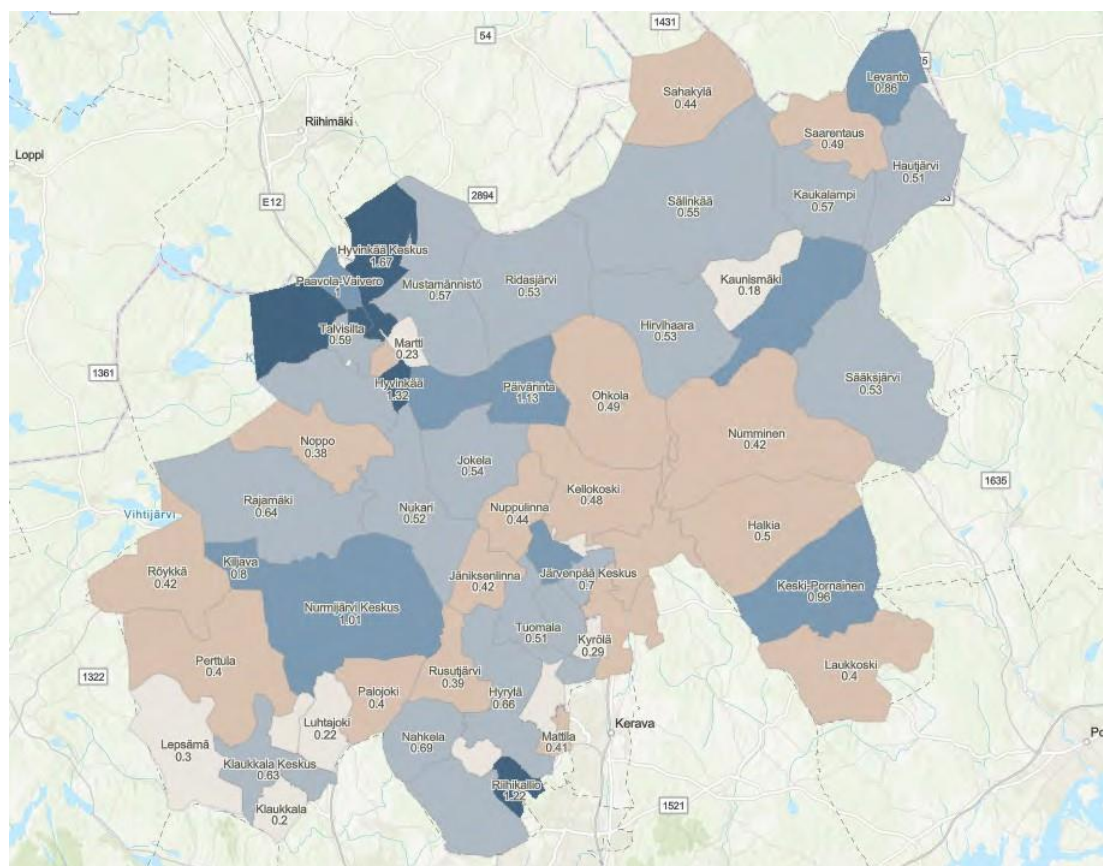 1431
54
Levanto
0.86
Sahakylä
0.44
Riihimäki
Saarentaus
0.49
Loppi
Hautjärvi
0.51
2894
Kaukalampi
0.57
E12
Sälinkää
0.55
Hyvinkää Keskus
1.67
Paavola-Vaivero
1
Mustamännistö
0.57
Ridasjärvi
0.53
Kaunismäki
0.18
Talvisilta
0.59
Martti
0.23
Hirvihaara
0.53
1361
Hyvinkää
1.32
Päivärinta
1.13
Ohkola
0.49
Sääksjärvi
0.53
Noppo
0.38
Numminen
0.42
Jokela
0.54
Rajamäki
0.64
Nukari
0.52
Kellokoski
0.48
1635
Vihtijärvi
Nuppulinna
0.44
Halkia
0.5
Kiljava
0.8
Röykkä
0.42
Jäniksenlinna
0.42
Järvenpää Keskus
0.7
Keski-Pornainen
0.96
Nurmijärvi Keskus
1.01
Tuomala
0.51
Kyrölä
0.29
Perttula
0.4
1322
Rusutjärvi
0.39
Laukkoski
0.4
Palojoki
0.4
Hyrylä
0.66
Luhtajoki
0.22
Kerava
Mattila
0.41
Lepsämä
0.3
Nahkela
0.69
Po
Klaukkala Keskus
0.63
Riihikallio
1.22
Klaukkala
0.2
1521